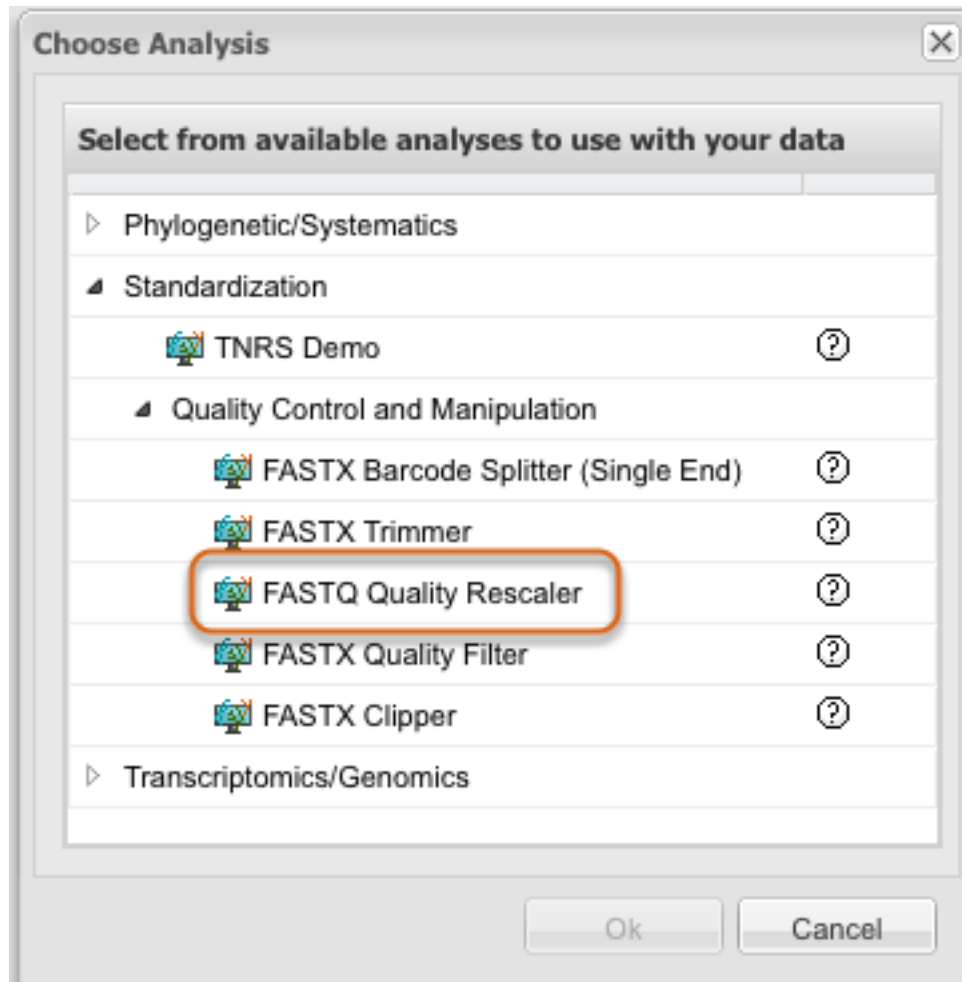 Choose Analysis
Select from available analyses to use with your data
Phylogenetic/Systematics
Standardization
TNRS Demo
Quality Control and Manipulation
FASTX Barcode Splitter (Single End)
FASTX Trimmer
FASTQ Quality Rescaler
FASTX Quality Filter
FASTX Clipper
Transcriptomics/Genomics
Ok Cancel